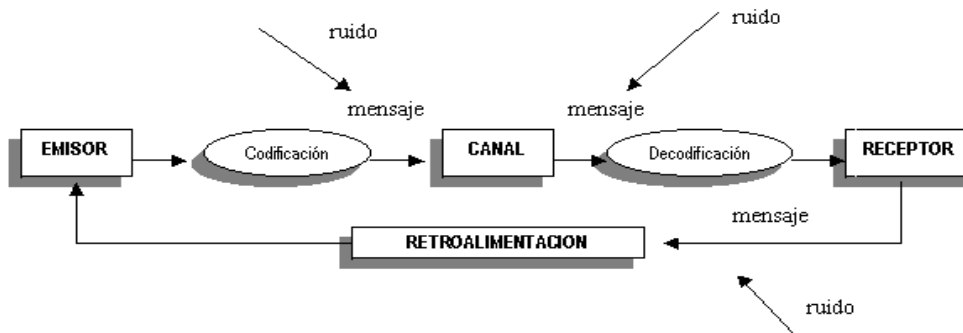 ruido
ruido
mensaje
mensaje
EMISOR
Codificación
CANAL
Decodificación
RECEPTOR
mensaje
RETROALIMENTACION
ruido